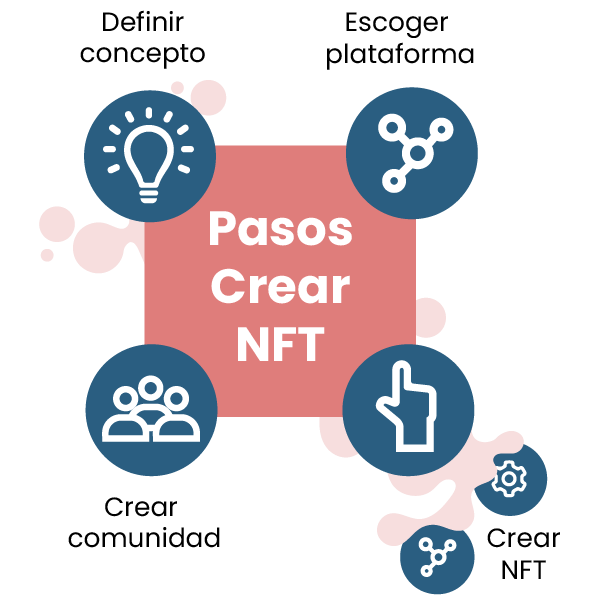 Definir
concepto
Escoger
plataforma
Pasos
Crear
NFT
Crear
comunidad
Crear
NFT